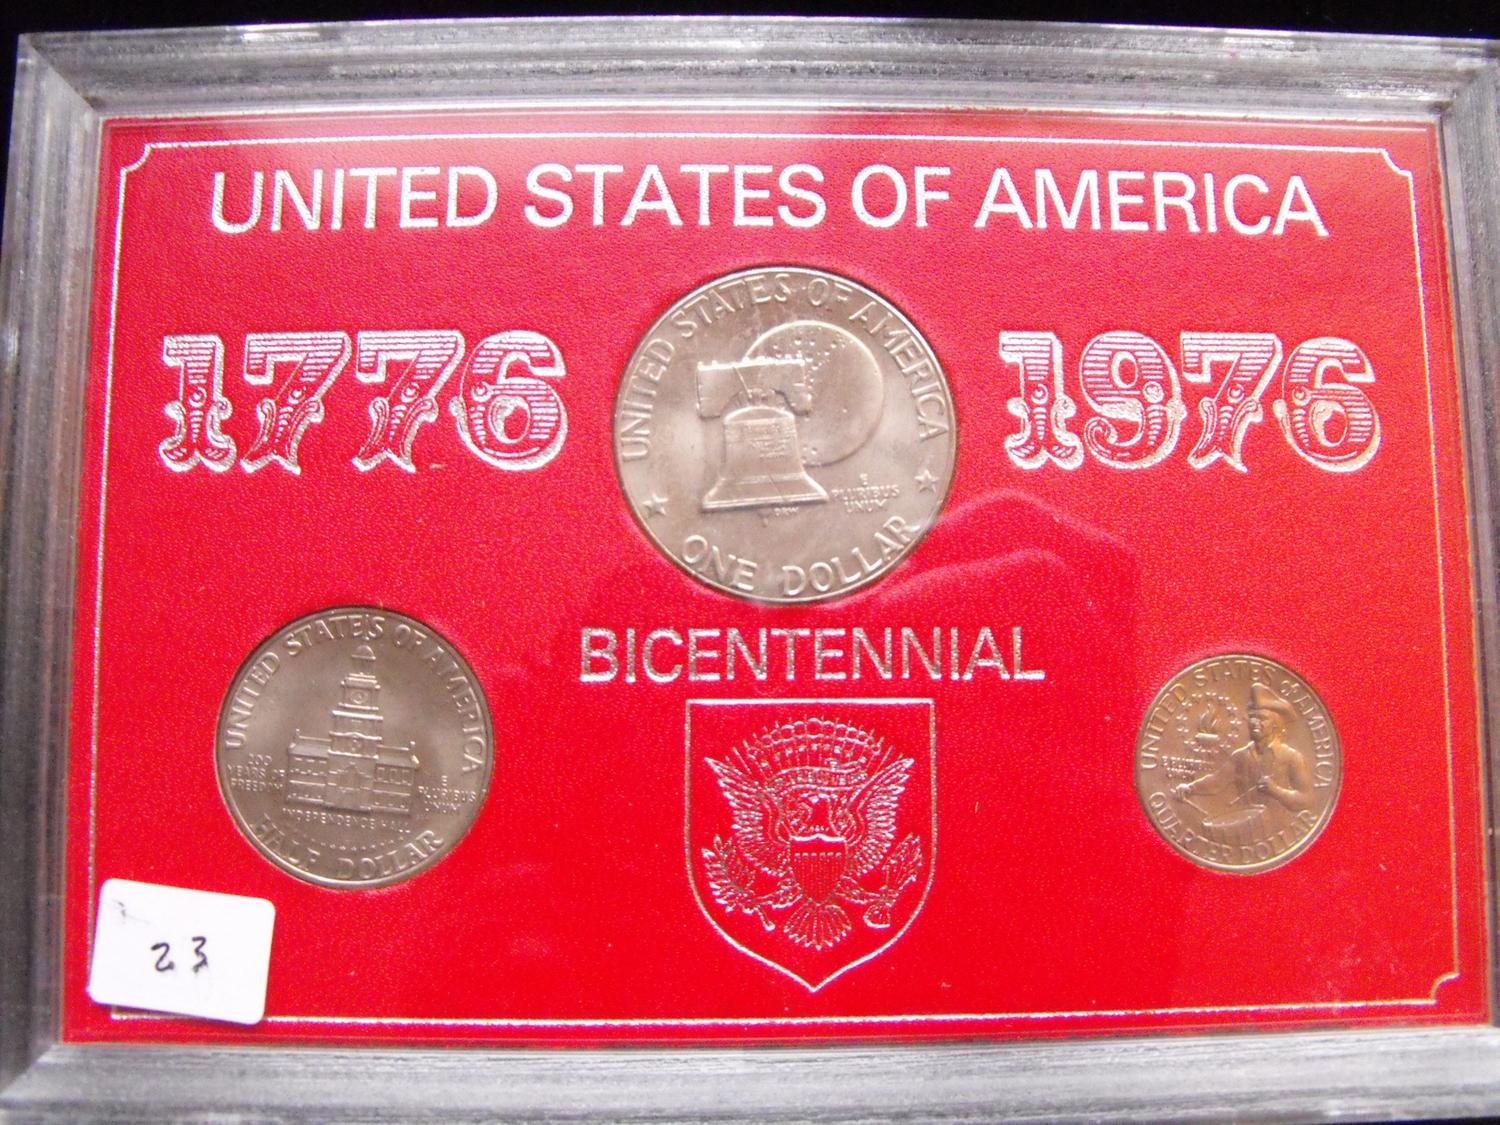 UNITED STATES OF AMERICA
1776
1976
UNITED STATES OF AMERICA
E
PLURIBUS
UNUM
DRW
ONE DOLLAR
BICENTENNIAL
UNITED STATES OF AMERICA
200
YEARS OF
FREEDOM
E
PLURIBUS
UNUM
INDEPENDENCE HALL
HALF DOLLAR
UNITED STATES OF AMERICA
E PLURIBUS
UNUM
QUARTER DOLLAR
23